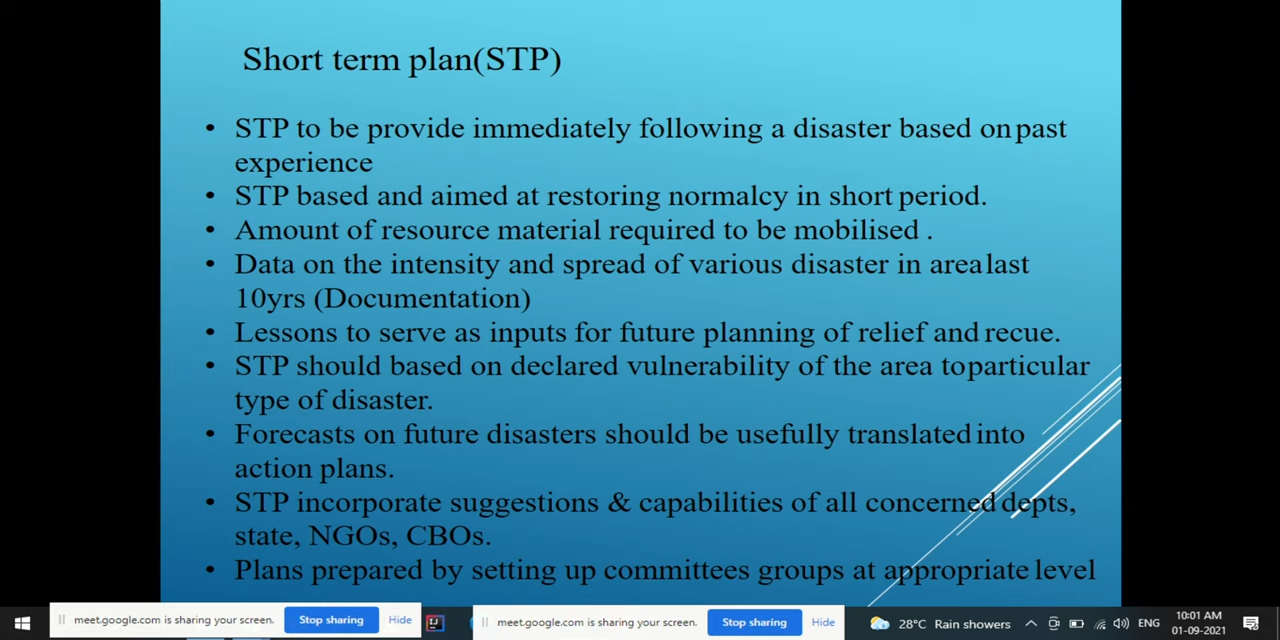 Short term plan(STP)
• STP to be provide immediately following a disaster based on past
experience
• STP based and aimed at restoring normalcy in short period.
• Amount of resource material required to be mobilised .
• Data on the intensity and spread of various disaster in area last
10yrs (Documentation)
• Lessons to serve as inputs for future planning of relief and recue.
• STP should based on declared vulnerability of the area to particular
type of disaster.
• Forecasts on future disasters should be usefully translated into
action plans.
• STP incorporate suggestions & capabilities of all concerned depts,
state, NGOs, CBOs.
• Plans prepared by setting up committees groups at appropriate level
meet.google.com is sharing your screen. Stop sharing Hide
meet.google.com is sharing your screen. Stop sharing Hide
28°C Rain showers
ENG
10:01 AM
01-09-2021